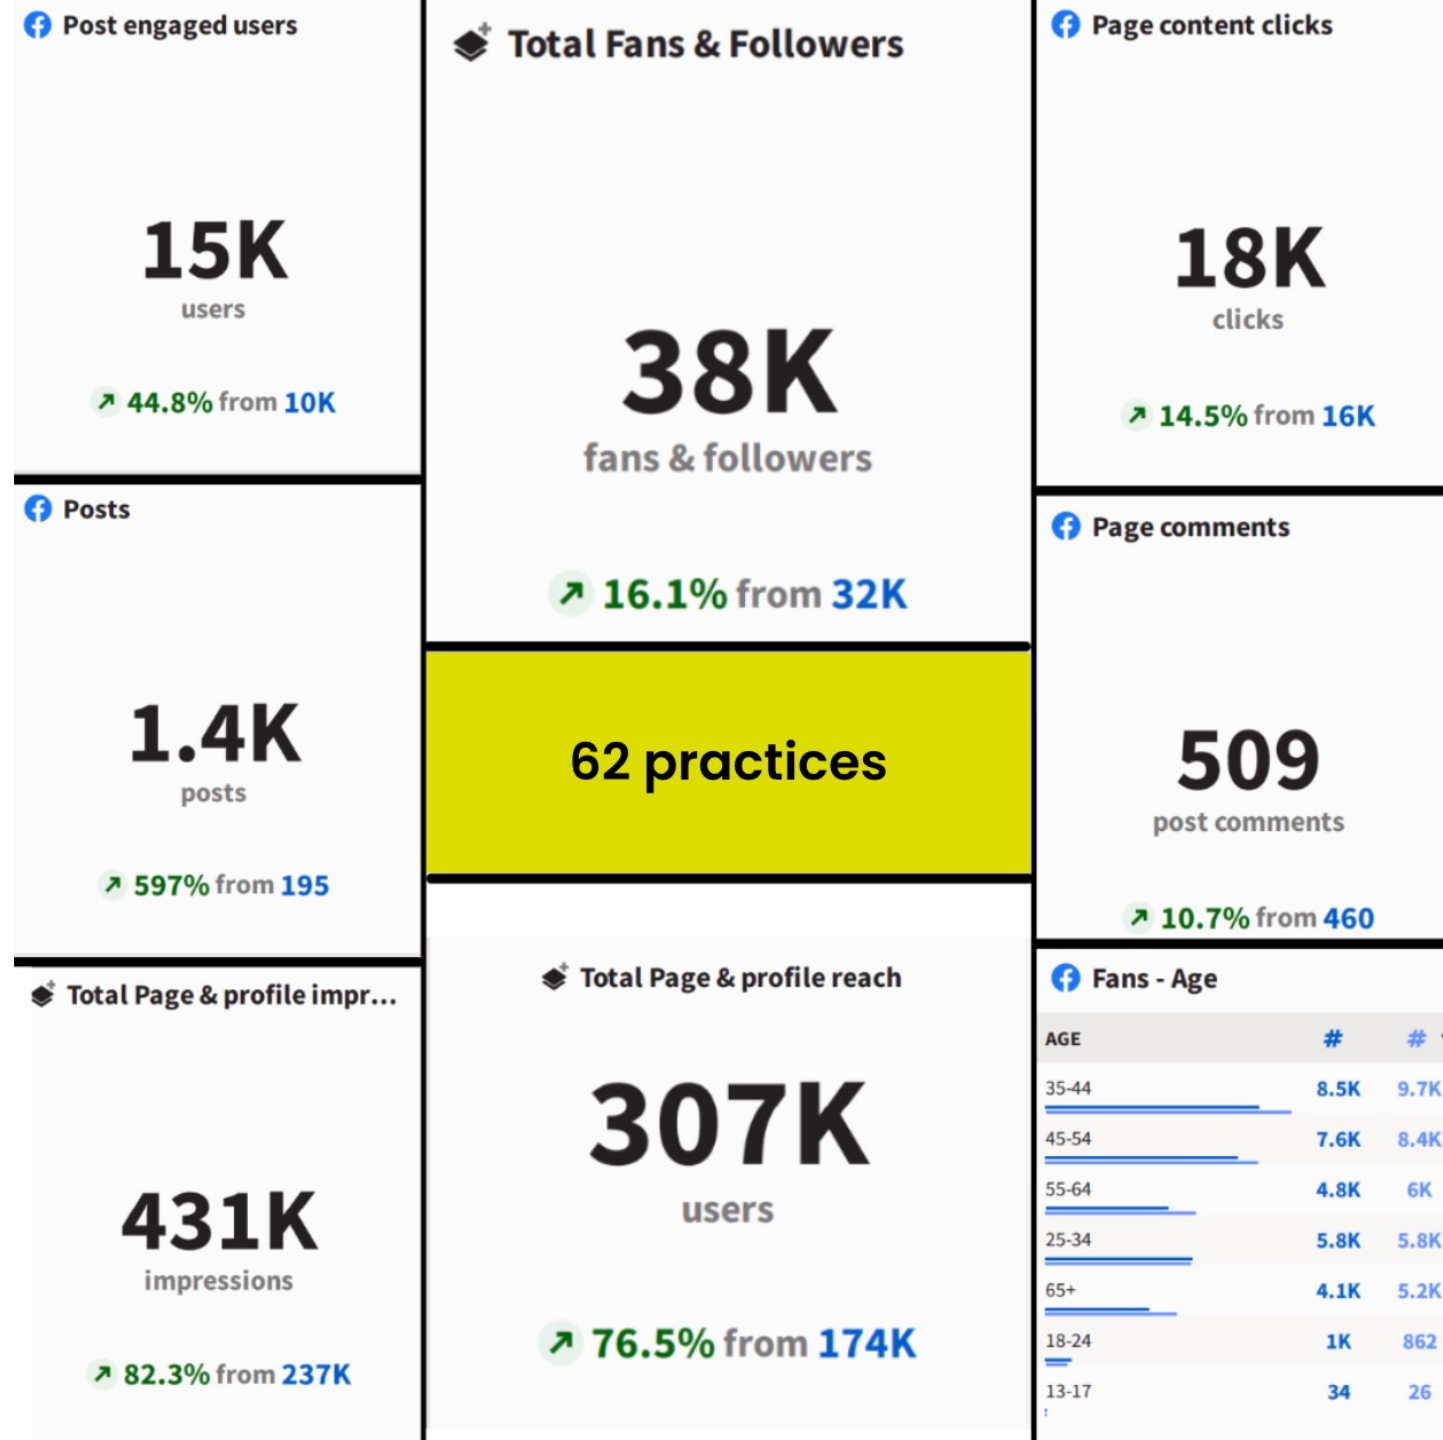 Post engaged users
15K
users
44.8% from 10K
Posts
1.4K
posts
597% from 195
Total Page & profile impr...
431K
impressions
82.3% from 237K
Total Fans & Followers
38K
fans & followers
16.1% from 32K
62 practices
Total Page & profile reach
307K
users
76.5% from 174K
Page content clicks
18K
clicks
14.5% from 16K
Page comments
509
post comments
10.7% from 460
Fans - Age
AGE # #
35-44 8.5K 9.7K
45-54 7.6K 8.4K
55-64 4.8K 6K
25-34 5.8K 5.8K
65+ 4.1K 5.2K
18-24 1K 862
13-17 34 26